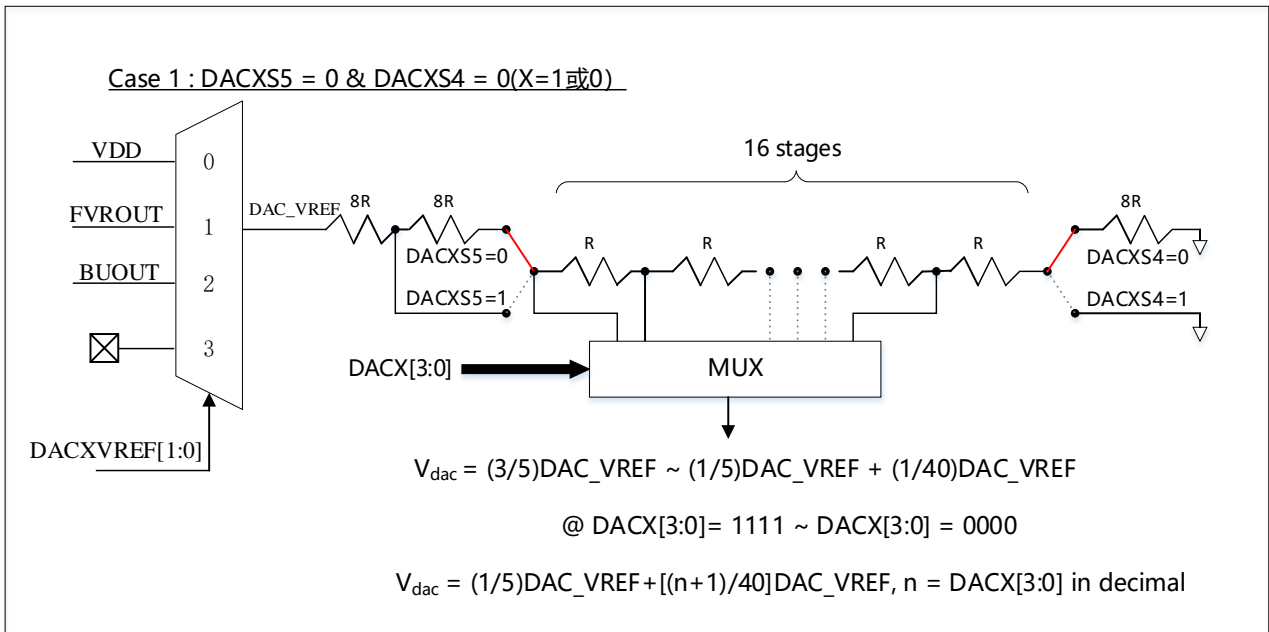 Case 1 : DACXS5 = 0 & DACXS4 = 0(X=1或0)
VDD
0
16 stages
FVROUT
1
DAC_VREF
8R
8R
8R
DACXS5=0
R
R
R
R
DACXS4=0
BUOUT
2
DACXS5=1
DACXS4=1
3
DACX[3:0]
MUX
DACXVREF[1:0]
Vdac = (3/5)DAC_VREF ~ (1/5)DAC_VREF + (1/40)DAC_VREF
@ DACX[3:0]= 1111 ~ DACX[3:0] = 0000
Vdac = (1/5)DAC_VREF+[(n+1)/40]DAC_VREF, n = DACX[3:0] in decimal